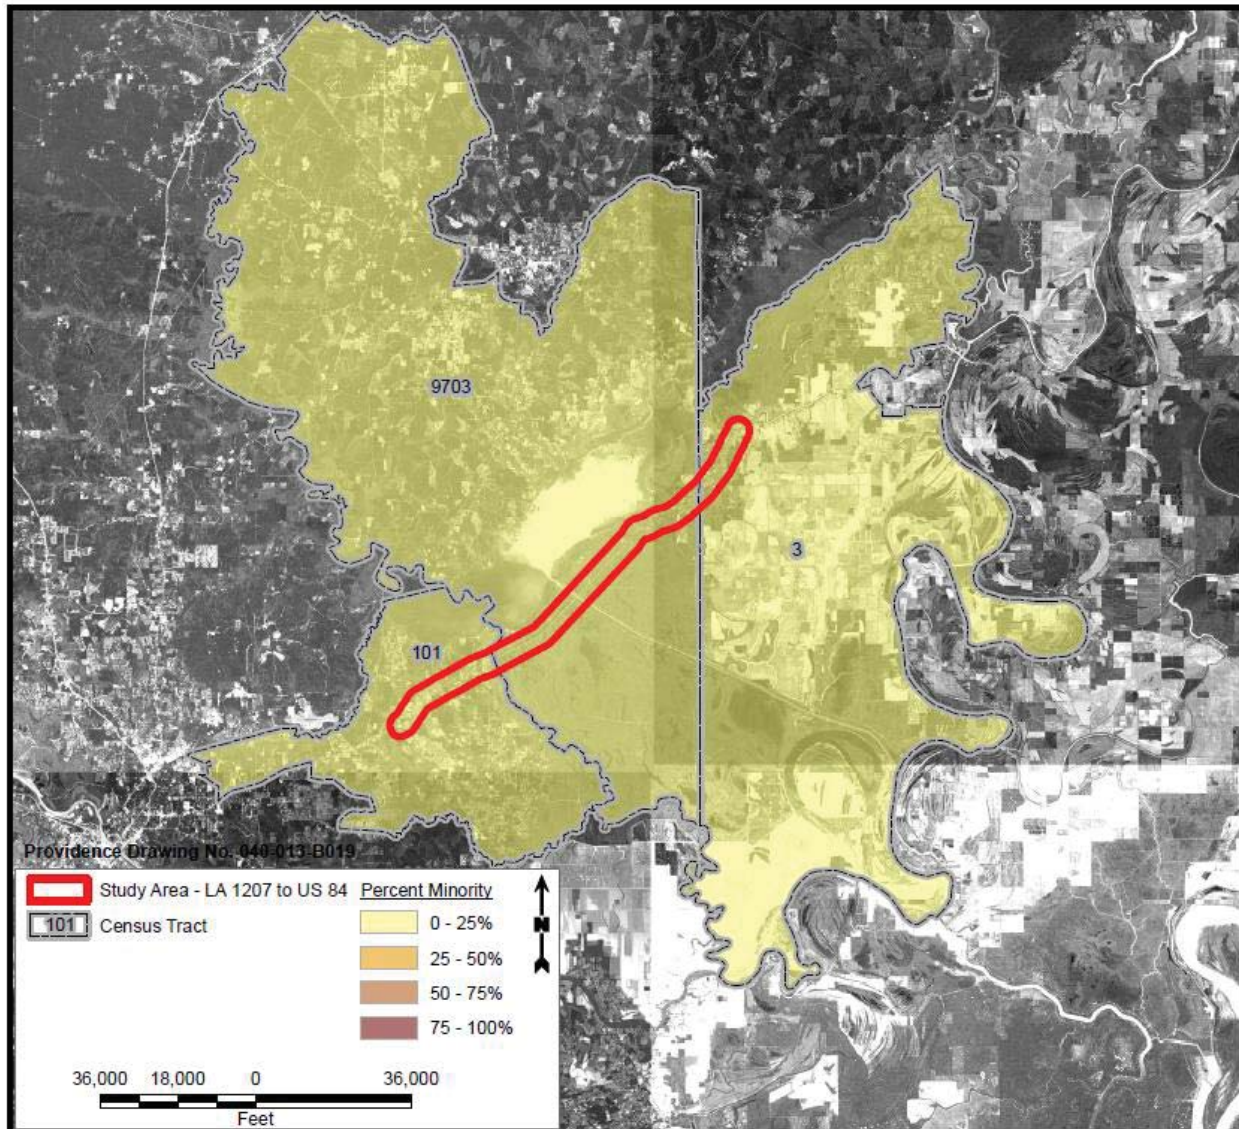 9703
3
101
Providence Drawing No. 040-013-B019
Study Area - LA 1207 to US 84
Percent Minority
101
Census Tract
N
0 - 25%
25 - 50%
50 - 75%
75 - 100%
36,000 18,000 0 36,000
Feet